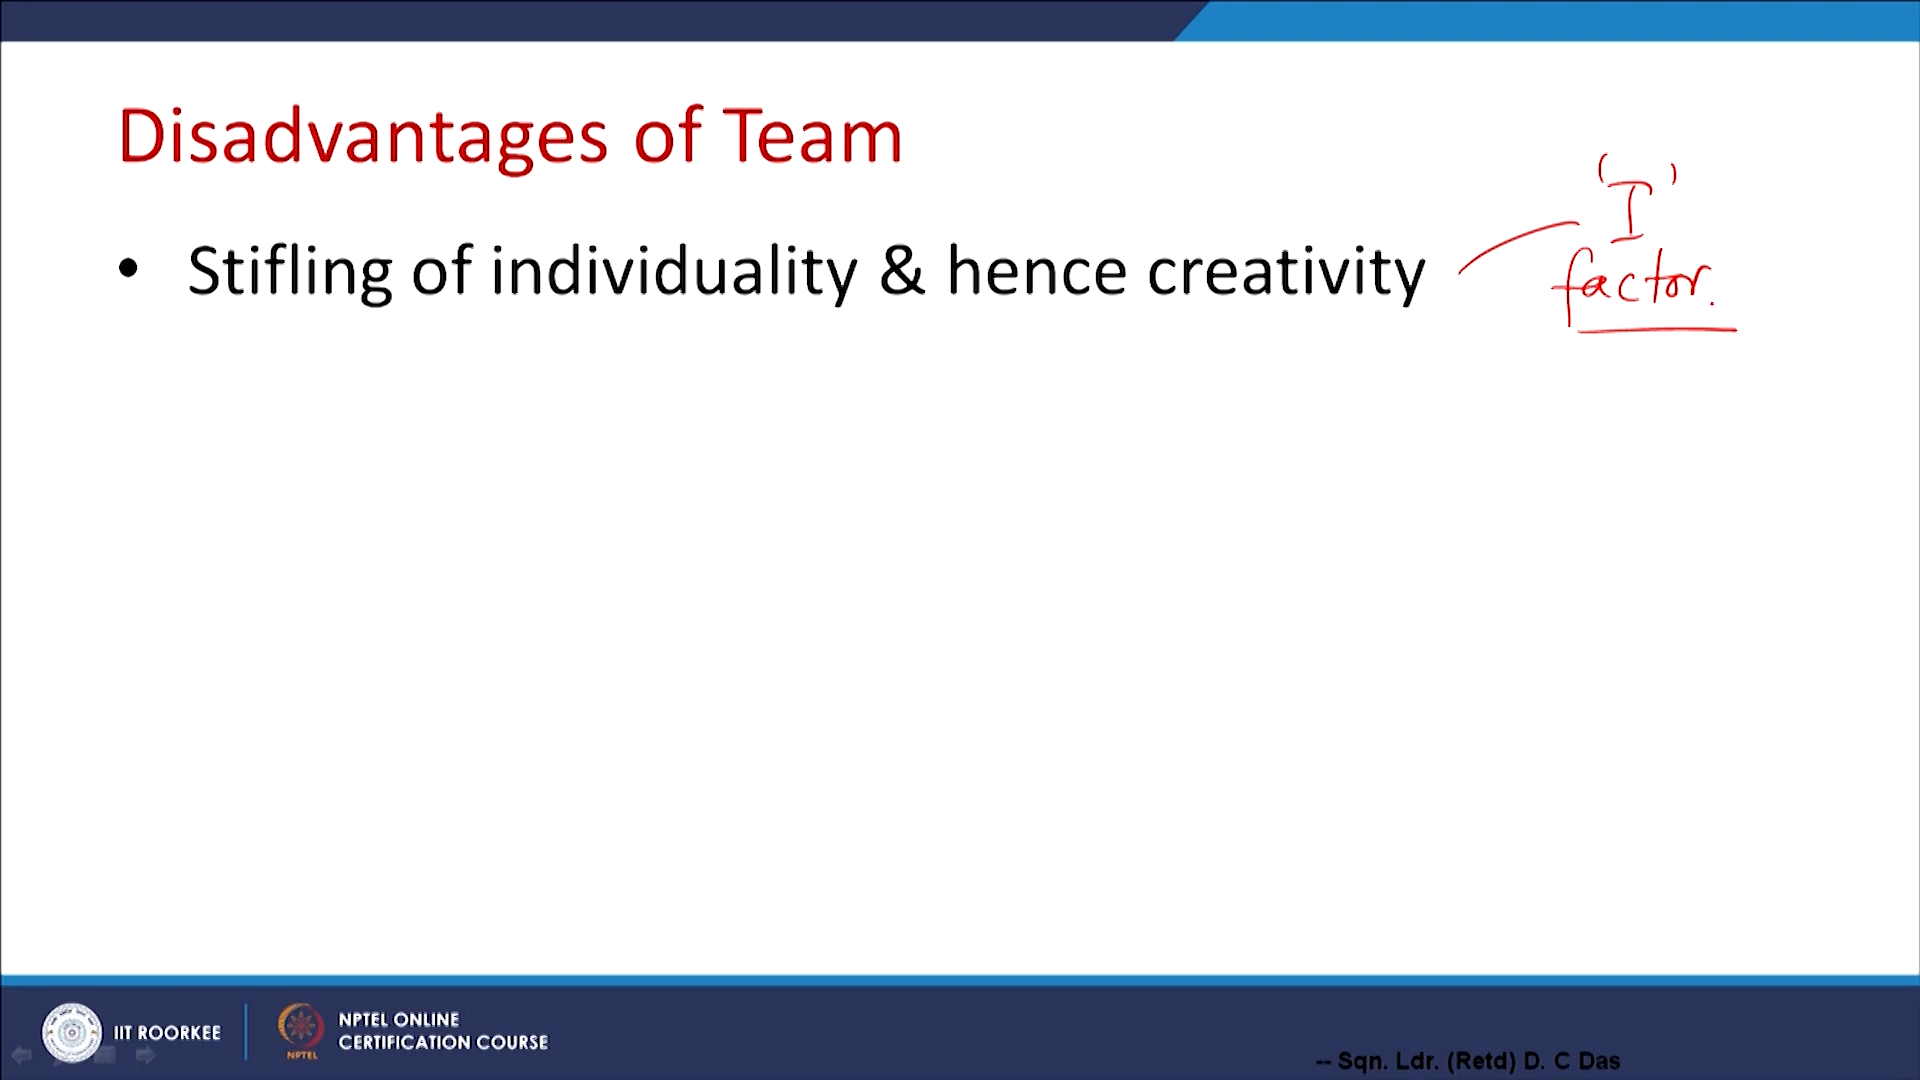 Disadvantages of Team
• Stifling of individuality & hence creativity
'I'
factor.
IIT ROORKEE
NPTEL
NPTEL ONLINE
CERTIFICATION COURSE
-- Sqn. Ldr. (Retd) D. C Das